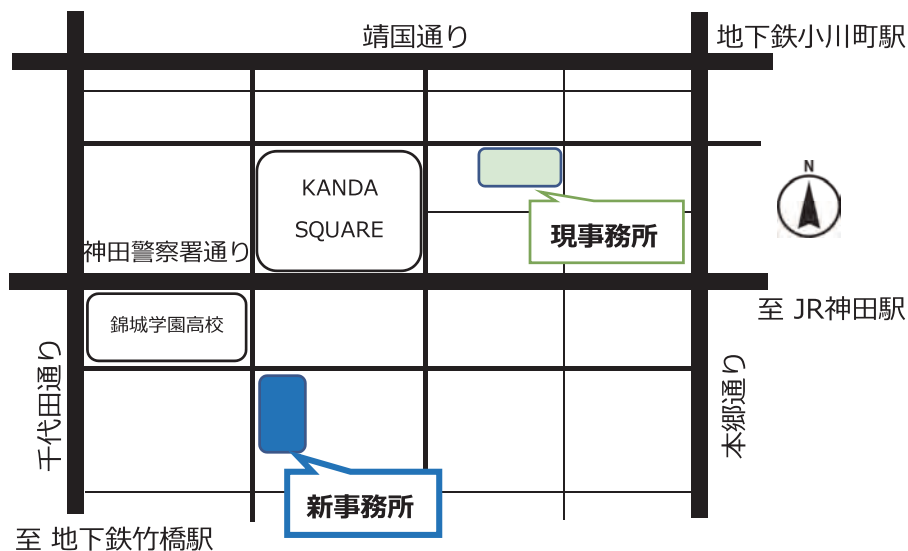 靖国通り
地下鉄小川町駅
N
KANDA
SQUARE
現事務所
神田警察署通り
至 JR神田駅
錦城学園高校
千代田通り
本郷通り
新事務所
至 地下鉄竹橋駅